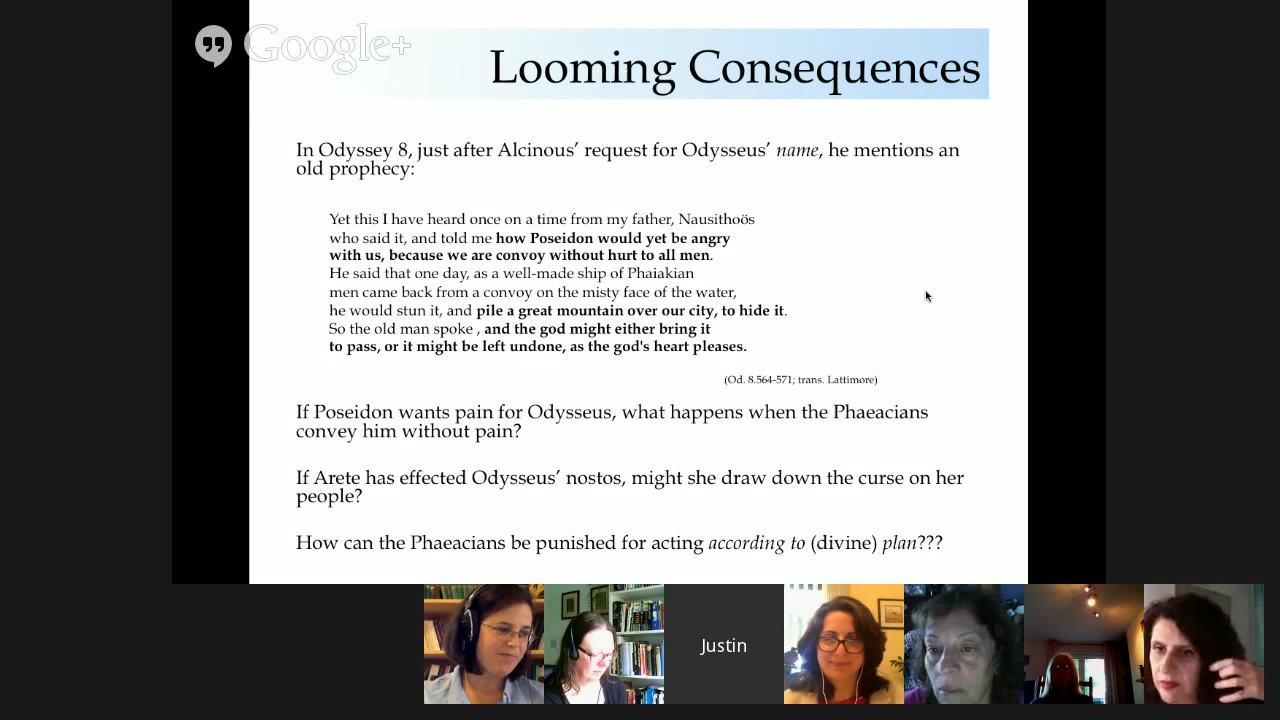 Google+
Looming Consequences
In Odyssey 8, just after Alcinous’ request for Odysseus’ name, he mentions an
old prophecy:
Yet this I have heard once on a time from my father, Nausithoös
who said it, and told me how Poseidon would yet be angry
with us, because we are convoy without hurt to all men.
He said that one day, as a well-made ship of Phaiakian
men came back from a convoy on the misty face of the water,
he would stun it, and pile a great mountain over our city, to hide it.
So the old man spoke , and the god might either bring it
to pass, or it might be left undone, as the god's heart pleases.
(Od. 8.564-571; trans. Lattimore)
If Poseidon wants pain for Odysseus, what happens when the Phaeacians
convey him without pain?
If Arete has effected Odysseus’ nostos, might she draw down the curse on her
people?
How can the Phaeacians be punished for acting according to (divine) plan???
Justin